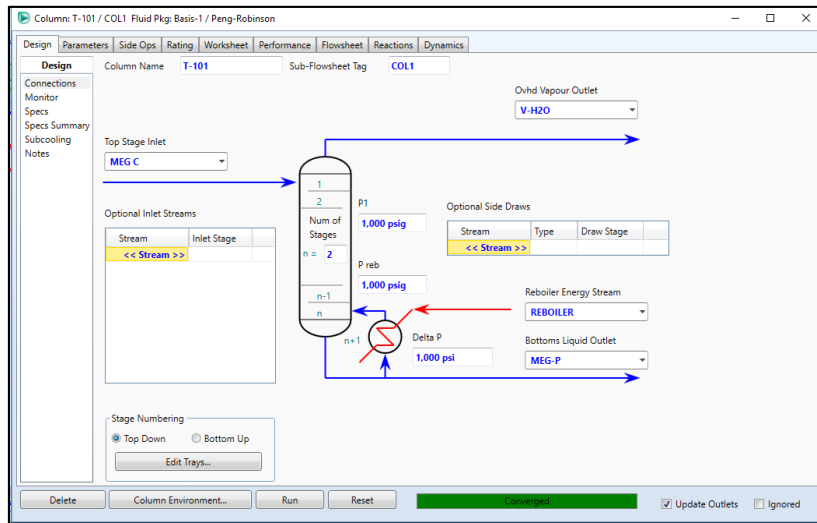 Column: T-101 / COL1 Fluid Pkg: Basis-1 / Peng-Robinson
Design Parameters Side Ops Rating Worksheet Performance Flowsheet Reactions Dynamics
Design
Connections
Monitor
Specs
Specs Summary
Subcooling
Notes
Column Name T-101 Sub-Flowsheet Tag COL1
Ovhd Vapour Outlet
V-H2O
Top Stage Inlet
MEG C
1
2
Num of
Stages
n = 2
n-1
n
n+1
P1
1,000 psig
P reb
1,000 psig
Delta P
1,000 psi
Optional Inlet Streams
Stream Inlet Stage
<< Stream >>
Optional Side Draws
Stream Type Draw Stage
<< Stream >>
Reboiler Energy Stream
REBOILER
Bottoms Liquid Outlet
MEG-P
Stage Numbering
Top Down Bottom Up
Edit Trays...
Delete Column Environment... Run Reset Converged Update Outlets Ignored